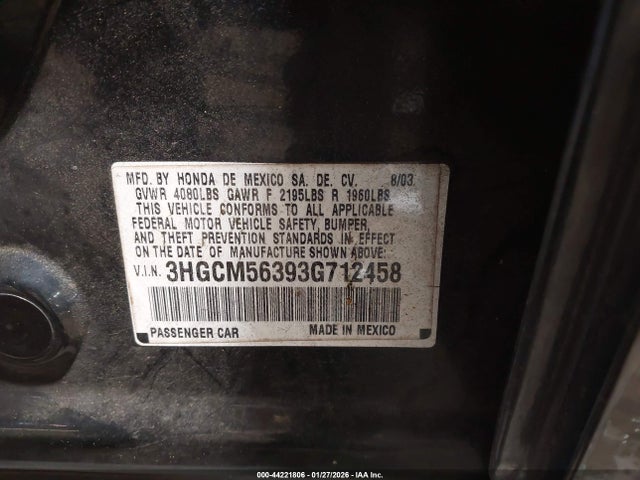 MFD. BY HONDA DE MEXICO SA. DE. CV. 8/03
GVWR 4080LBS GAWR F 2195LBS R 1960LBS
THIS VEHICLE CONFORMS TO ALL APPLICABLE
FEDERAL MOTOR VEHICLE SAFETY, BUMPER,
AND THEFT PREVENTION STANDARDS IN EFFECT
ON THE DATE OF MANUFACTURE SHOWN ABOVE.
V.I.N. 3HGCM56393G712458
PASSENGER CAR MADE IN MEXICO
000-44221806 - 01/27/2026 - IAA Inc.